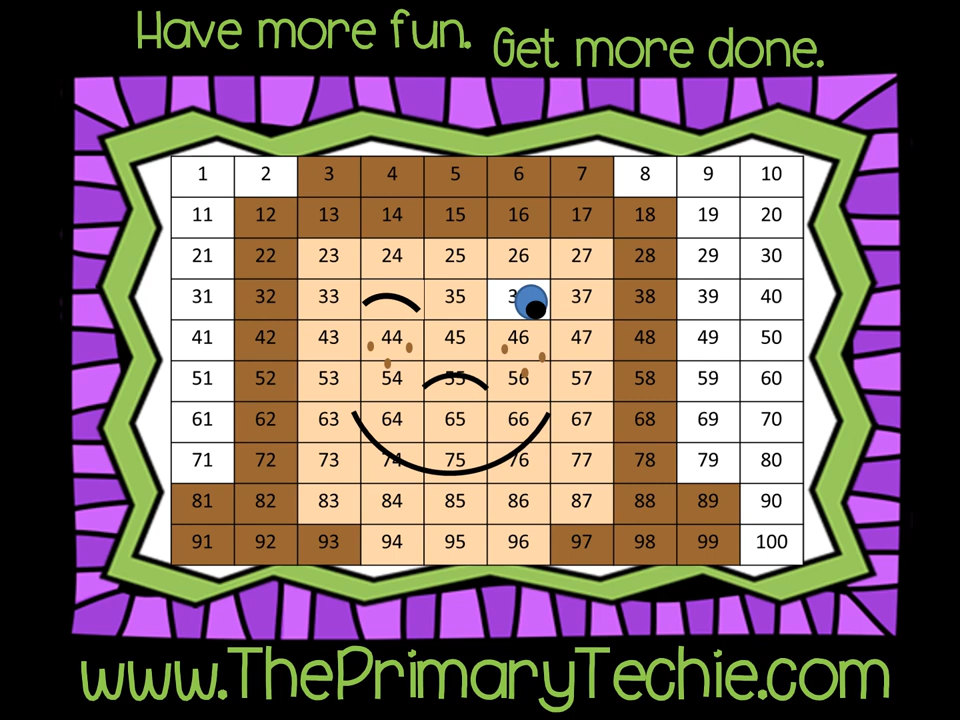 Have more fun. Get more done.
1 2 3 4 5 6 7 8 9 10
11 12 13 14 15 16 17 18 19 20
21 22 23 24 25 26 27 28 29 30
31 32 33 35 37 38 39 40
41 42 43 44 45 46 47 48 49 50
51 52 53 54 55 56 57 58 59 60
61 62 63 64 65 66 67 68 69 70
71 72 73 74 75 76 77 78 79 80
81 82 83 84 85 86 87 88 89 90
91 92 93 94 95 96 97 98 99 100
www.ThePrimaryTechie.com